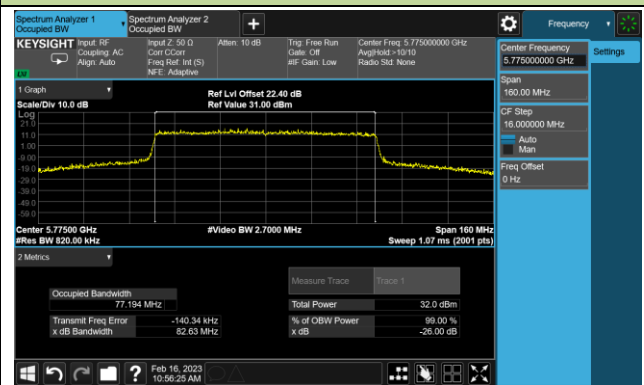 Spectrum Analyzer 1
Occupied BW
Spectrum Analyzer 2
Occupied BW
+
Frequency
KEYSIGHT
Input: RF
Coupling: AC
Align: Auto
Input Z: 50 Ω
Corr CCorr
Freq Ref: Int (S)
NFE: Adaptive
Atten: 10 dB
Trig: Free Run
Gate: Off
#IF Gain: Low
Center Freq: 5.775000000 GHz
Avg|Hold:>10/10
Radio Std: None
Center Frequency
5.775000000 GHz
Settings
Span
160.00 MHz
CF Step
16.000000 MHz
Auto
Man
Freq Offset
0 Hz
1 Graph
Scale/Div 10.0 dB
Ref Lvl Offset 22.40 dB
Ref Value 31.00 dBm
Log
21.0
11.0
1.00
-9.00
-19.0
-29.0
-39.0
-49.0
-59.0
Center 5.77500 GHz
#Res BW 820.00 kHz
#Video BW 2.7000 MHz
Span 160 MHz
Sweep 1.07 ms (2001 pts)
2 Metrics
Measure Trace
Trace 1
Occupied Bandwidth
77.194 MHz
Total Power
32.0 dBm
Transmit Freq Error
-140.34 kHz
% of OBW Power
99.00 %
x dB Bandwidth
82.63 MHz
x dB
-26.00 dB
?
Feb 16, 2023
10:56:25 AM